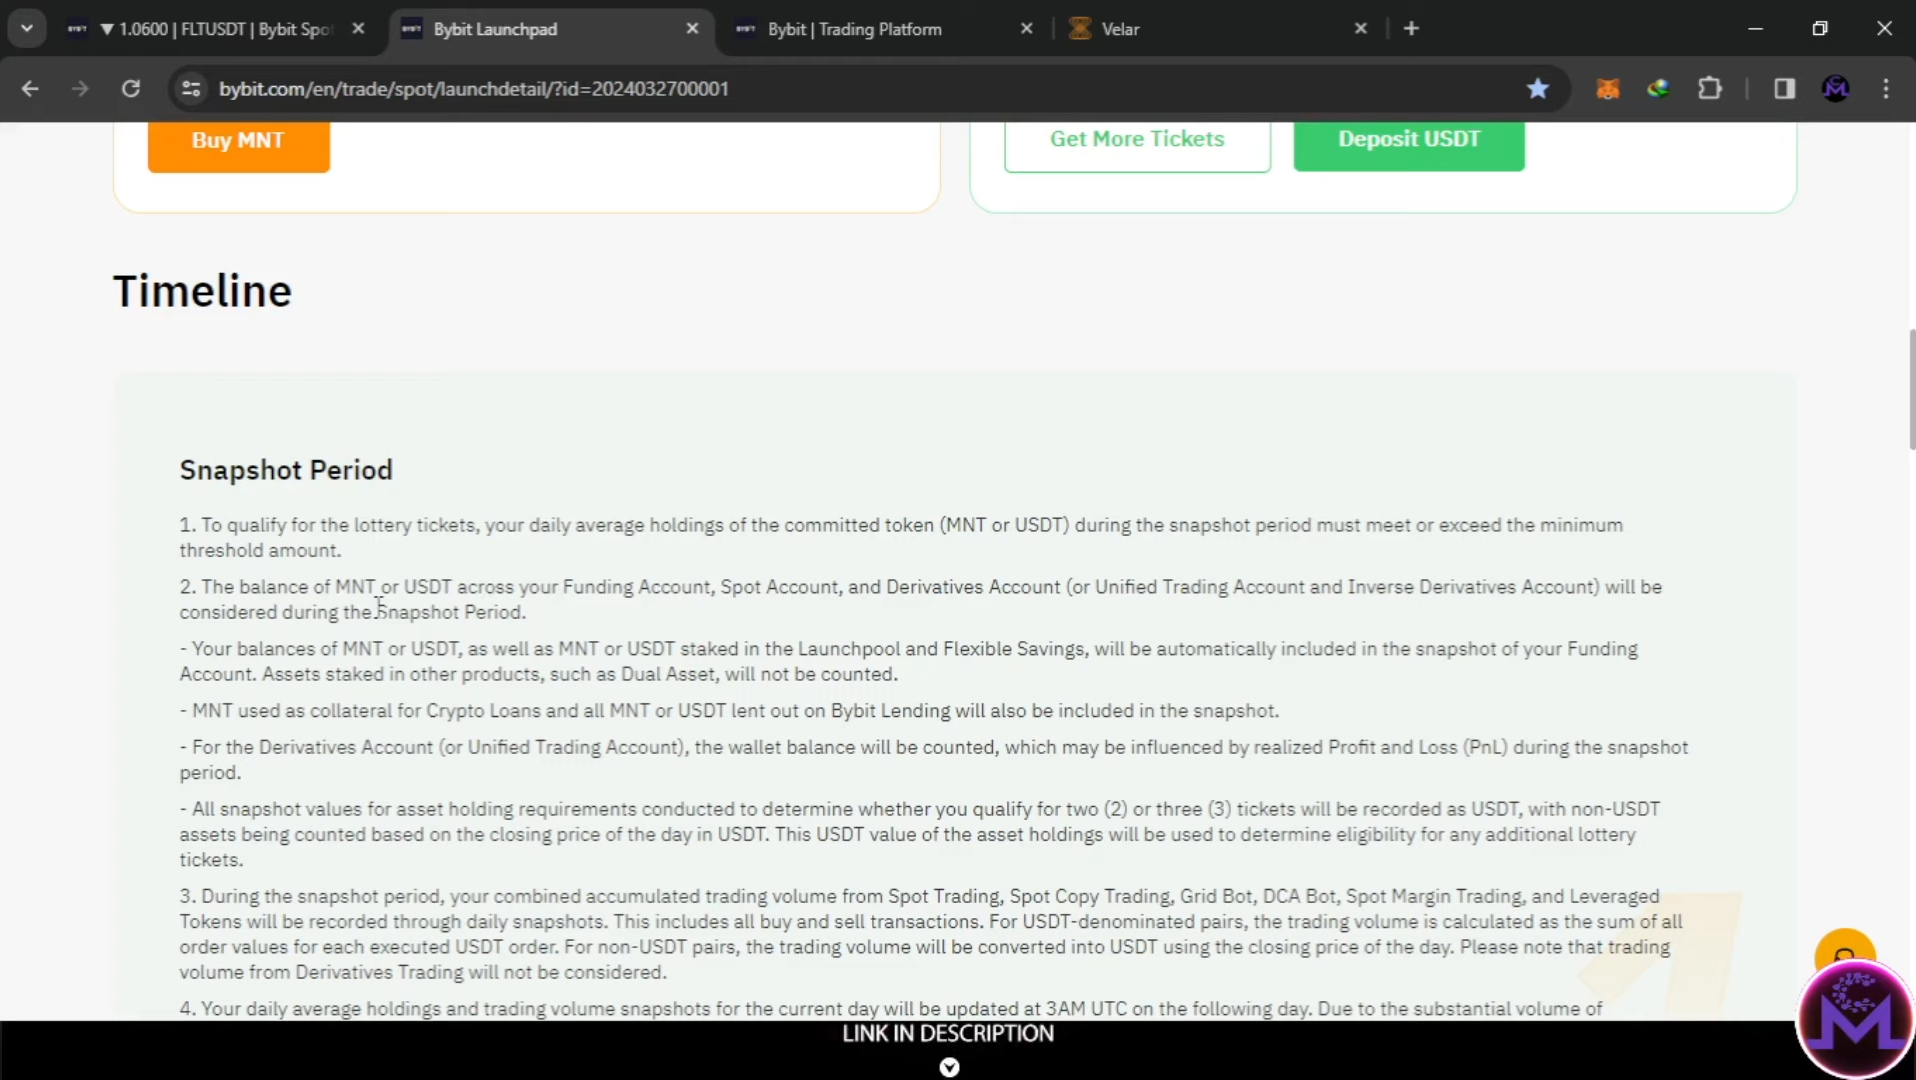 ▼ 1.0600 | FLTUSDT | Bybit Spo
Bybit Launchpad
Bybit | Trading Platform
Velar
bybit.com/en/trade/spot/launchdetail/?id=2024032700001
Buy MNT
Get More Tickets
Deposit USDT
Timeline
Snapshot Period
1. To qualify for the lottery tickets, your daily average holdings of the committed token (MNT or USDT) during the snapshot period must meet or exceed the minimum
threshold amount.
2. The balance of MNT or USDT across your Funding Account, Spot Account, and Derivatives Account (or Unified Trading Account and Inverse Derivatives Account) will be
considered during the Snapshot Period.
- Your balances of MNT or USDT, as well as MNT or USDT staked in the Launchpool and Flexible Savings, will be automatically included in the snapshot of your Funding
Account. Assets staked in other products, such as Dual Asset, will not be counted.
- MNT used as collateral for Crypto Loans and all MNT or USDT lent out on Bybit Lending will also be included in the snapshot.
- For the Derivatives Account (or Unified Trading Account), the wallet balance will be counted, which may be influenced by realized Profit and Loss (PnL) during the snapshot
period.
- All snapshot values for asset holding requirements conducted to determine whether you qualify for two (2) or three (3) tickets will be recorded as USDT, with non-USDT
assets being counted based on the closing price of the day in USDT. This USDT value of the asset holdings will be used to determine eligibility for any additional lottery
tickets.
3. During the snapshot period, your combined accumulated trading volume from Spot Trading, Spot Copy Trading, Grid Bot, DCA Bot, Spot Margin Trading, and Leveraged
Tokens will be recorded through daily snapshots. This includes all buy and sell transactions. For USDT-denominated pairs, the trading volume is calculated as the sum of all
order values for each executed USDT order. For non-USDT pairs, the trading volume will be converted into USDT using the closing price of the day. Please note that trading
volume from Derivatives Trading will not be considered.
4. Your daily average holdings and trading volume snapshots for the current day will be updated at 3AM UTC on the following day. Due to the substantial volume of
LINK IN DESCRIPTION